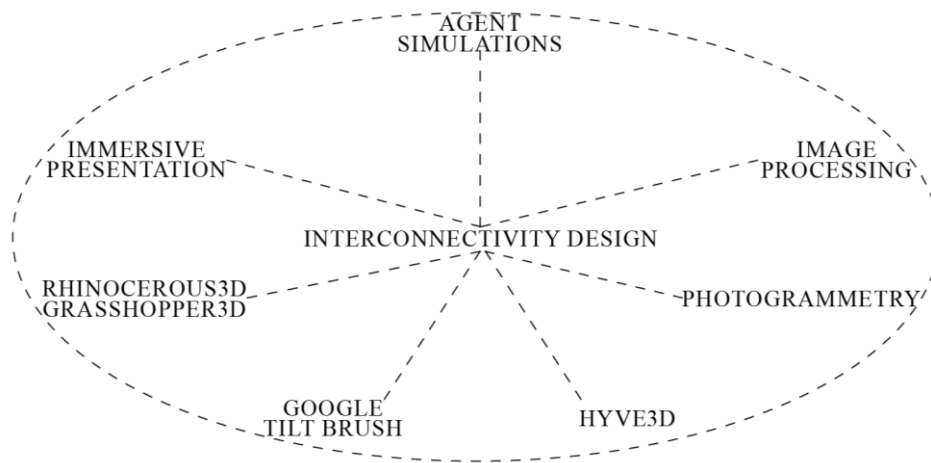 AGENT
SIMULATIONS
IMMERSIVE
PRESENTATION
IMAGE
PROCESSING
INTERCONNECTIVITY DESIGN
RHINOCEROUS3D
GRASSHOPPER3D
PHOTOGRAMMETRY
GOOGLE
TILT BRUSH
HYVE3D